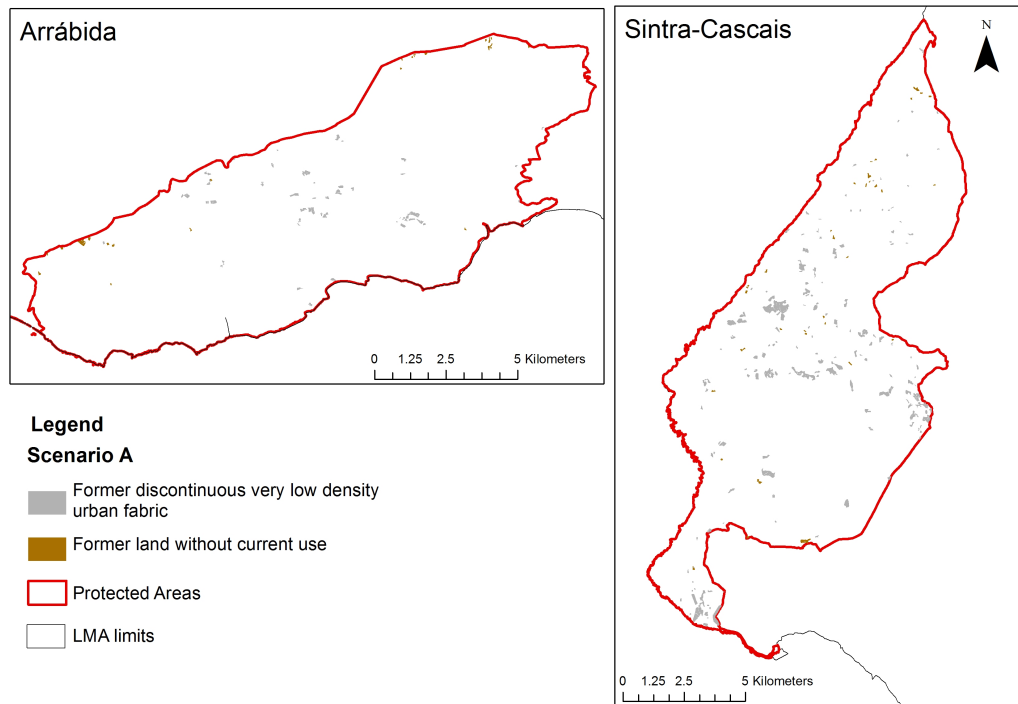 Arrábida
0 1.25 2.5 5 Kilometers
Sintra-Cascais
N
0 1.25 2.5 5 Kilometers
Legend
Scenario A
Former discontinuous very low density
urban fabric
Former land without current use
Protected Areas
LMA limits